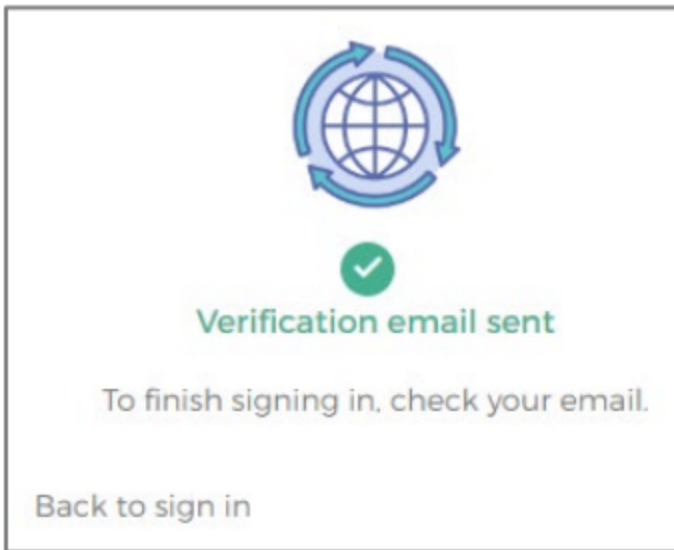 Verification email sent
To finish signing in, check your email.
Back to sign in